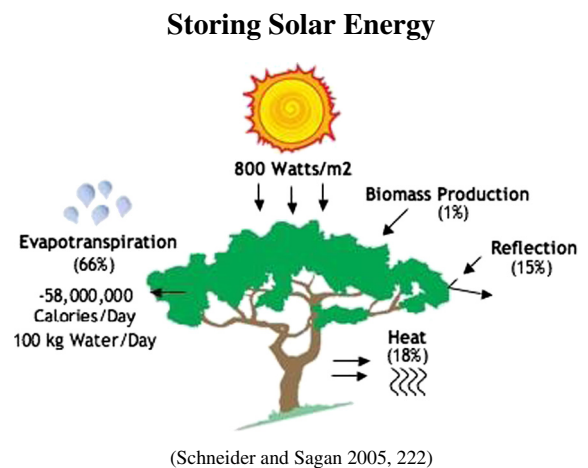 Storing Solar Energy
800 Watts/m2
Biomass Production
(1%)
Evapotranspiration
(66%)
Reflection
(15%)
-58,000,000
Calories/Day
100 kg Water/Day
Heat
(18%)
(Schneider and Sagan 2005, 222)